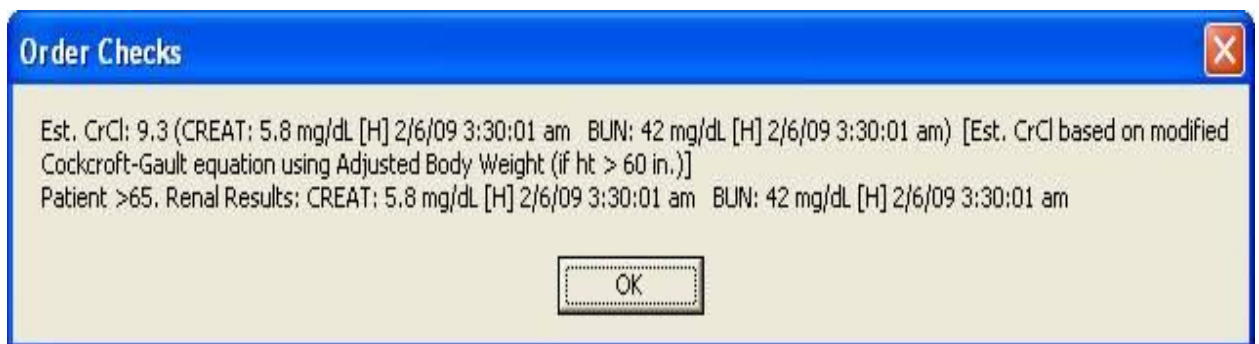 Order Checks
Est. CrCl: 9.3 (CREAT: 5.8 mg/dL [H] 2/6/09 3:30:01 am BUN: 42 mg/dL [H] 2/6/09 3:30:01 am) [Est. CrCl based on modified
Cockcroft-Gault equation using Adjusted Body Weight (if ht > 60 in.)]
Patient >65. Renal Results: CREAT: 5.8 mg/dL [H] 2/6/09 3:30:01 am BUN: 42 mg/dL [H] 2/6/09 3:30:01 am
OK